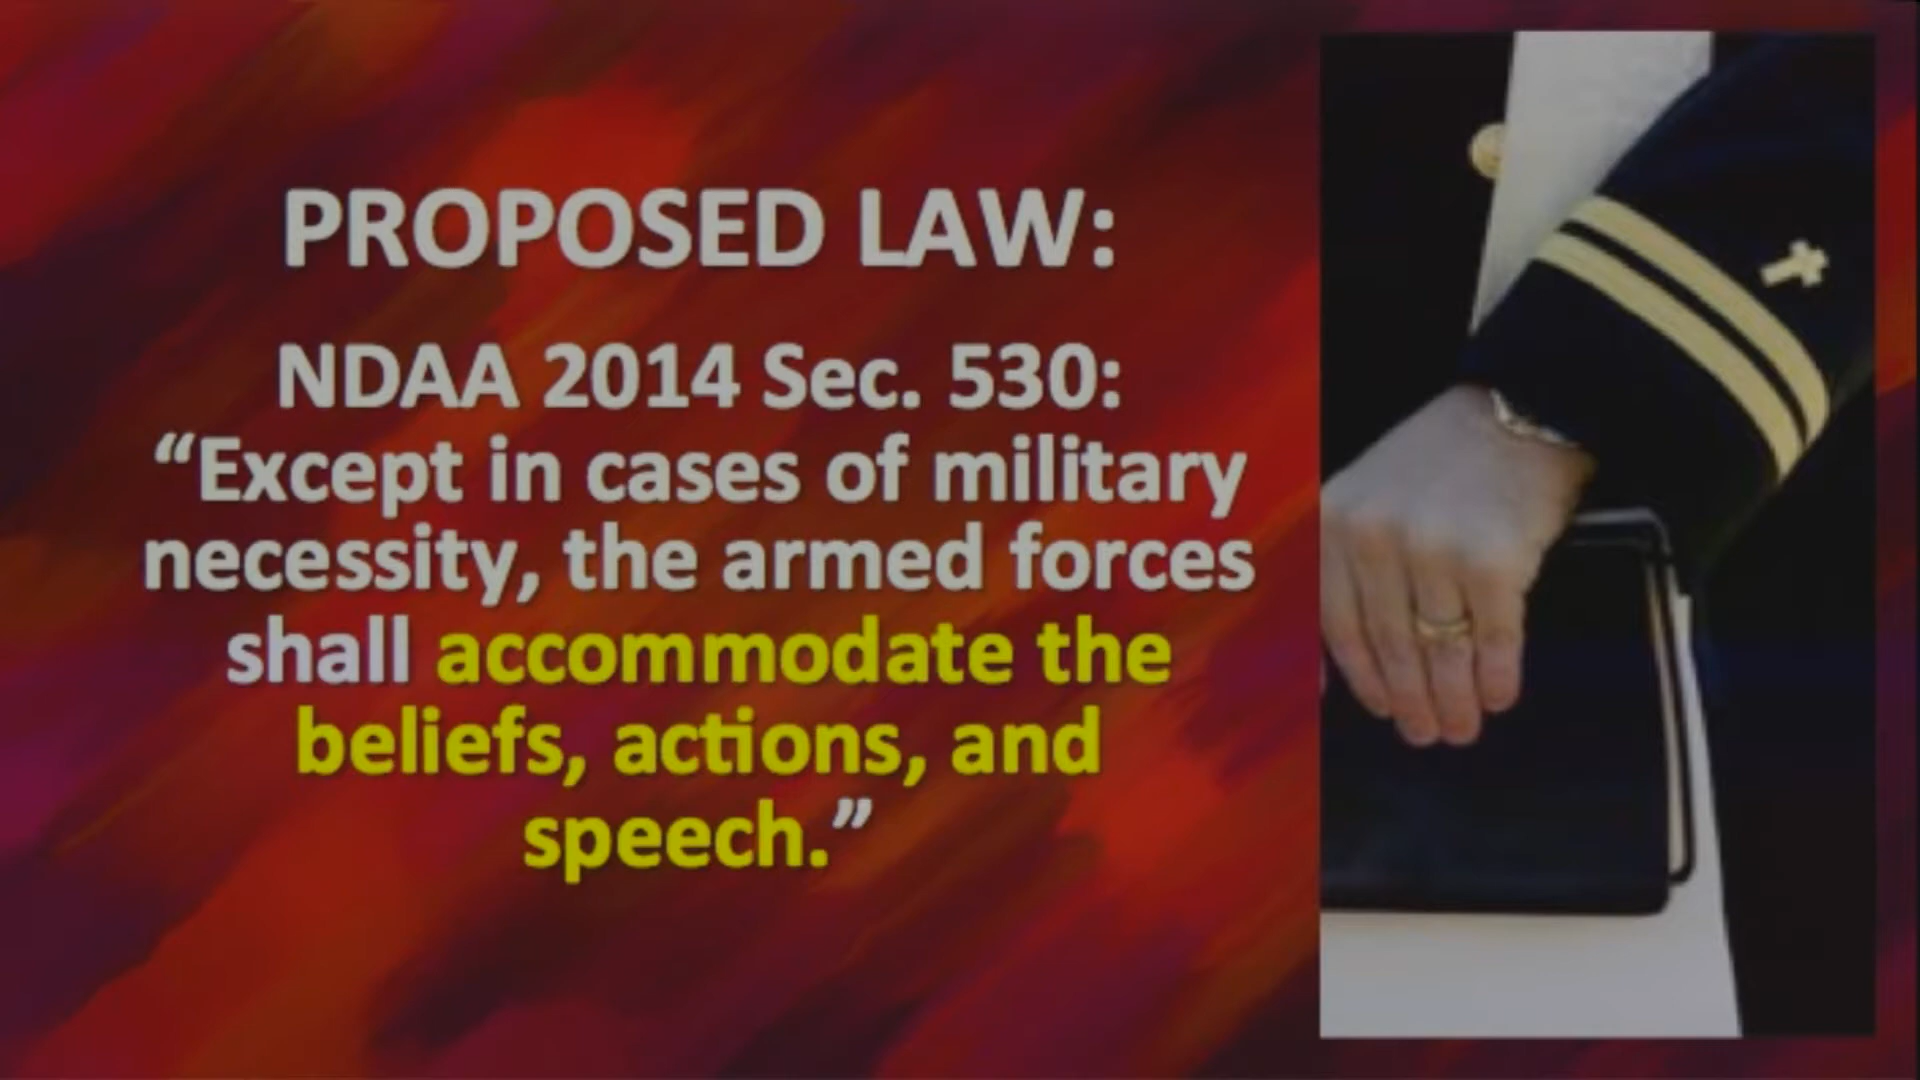 PROPOSED LAW:
NDAA 2014 Sec. 530:
“Except in cases of military
necessity, the armed forces
shall accommodate the
beliefs, actions, and
speech.”